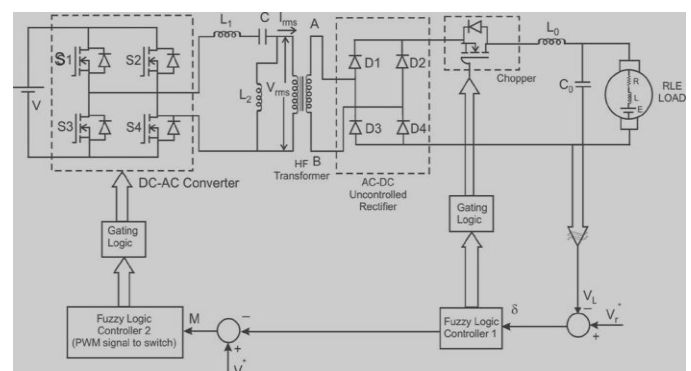 L1
C
Irms
A
S1
S2
D1
D2
Chopper
L0
C0
R
L
E
RLE
LOAD
V
L2
Vrms
S3
S4
D3
D4
B
HF
Transformer
DC-AC Converter
AC-DC
Uncontrolled
Rectifier
Gating
Logic
Gating
Logic
VL
Fuzzy Logic
Controller 2
(PWM signal to switch)
M
−
+
Fuzzy Logic
Controller 1
δ
−
+
Vr*